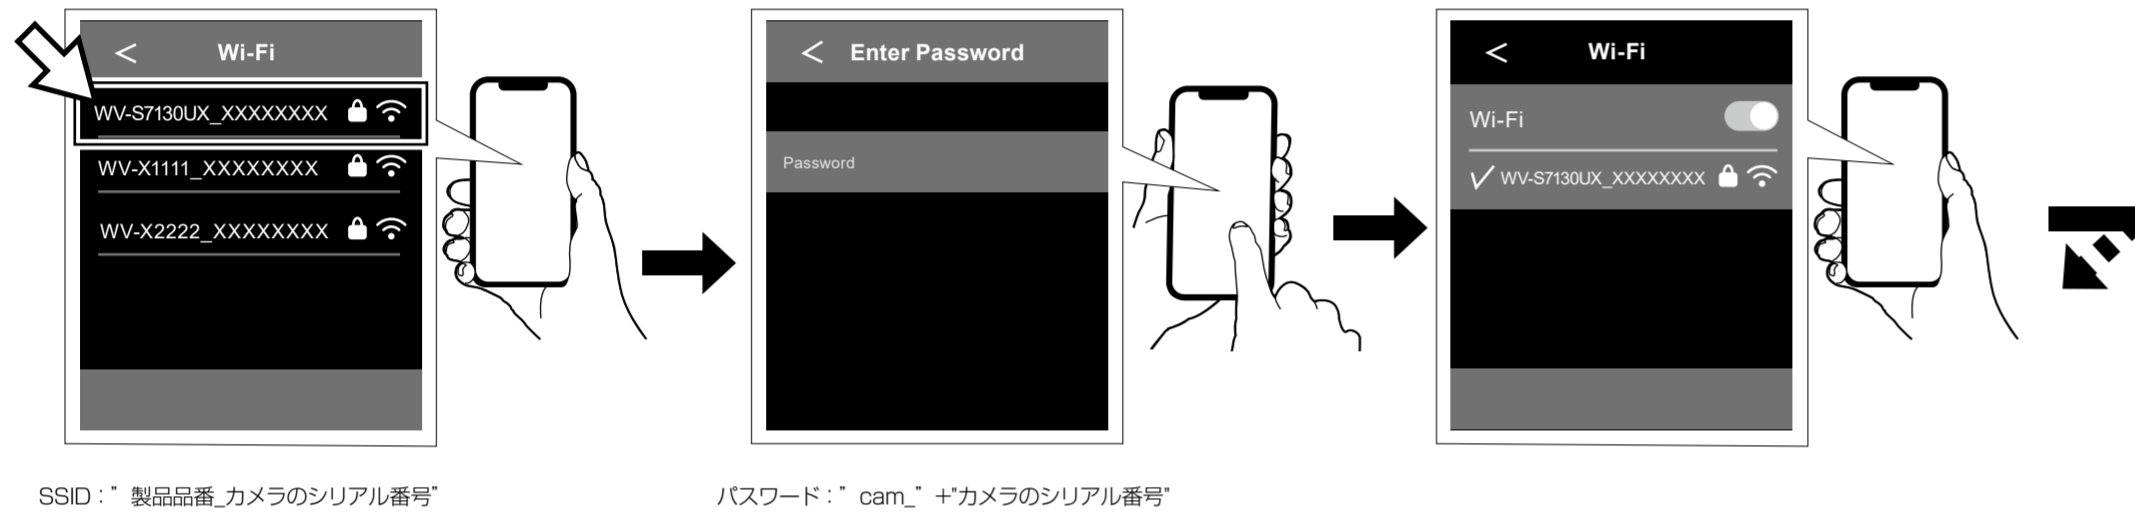 Wi-Fi
WV-S7130UX_XXXXXXXX
WV-X1111_XXXXXXXX
WV-X2222_XXXXXXXX
SSID：”製品品番_カメラのシリアル番号”
Enter Password
Password
パスワード：”cam_”+"カメラのシリアル番号"
Wi-Fi
Wi-Fi
WV-S7130UX_XXXXXXXX